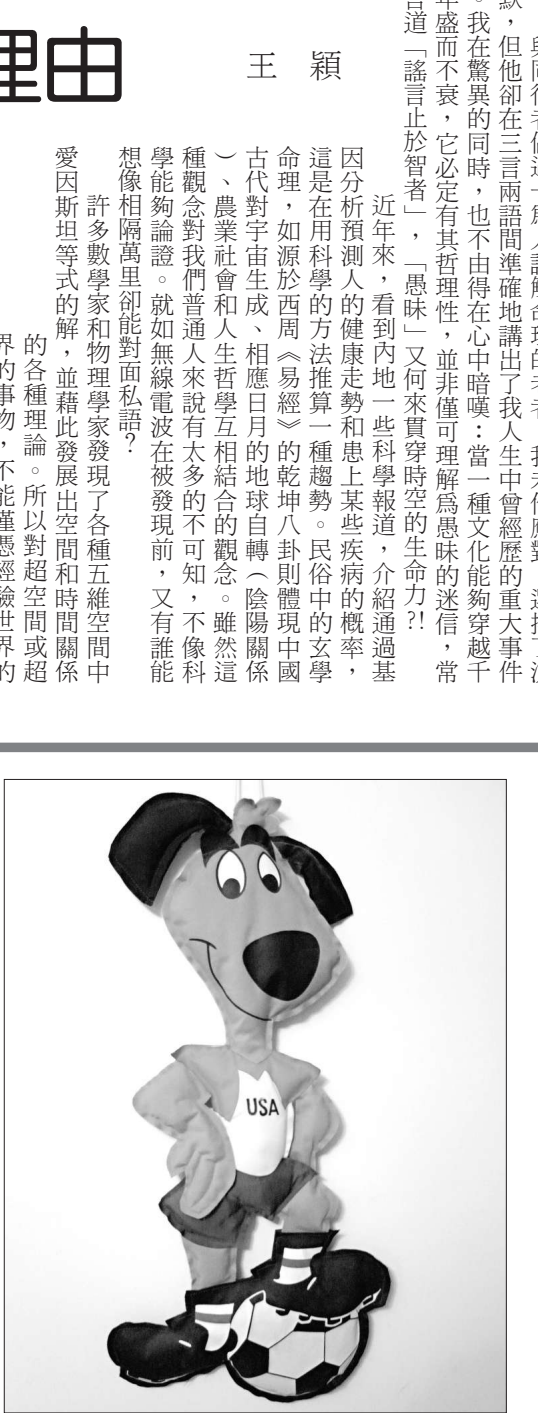 理由
王穎
默，但他卻在三言兩語間準確地講出了我人生中曾經歷的重大事件
。我在驚異的同時，也不由得在心中暗嘆：當一種文化能夠穿越千
年盛而不衰，它必定有其哲理性，並非僅可理解爲愚昧的迷信，常
言道「謠言止於智者」，「愚昧」又何來貫穿時空的生命力?!
近年來，看到內地一些科學報道，介紹通過基
因分析預測人的健康走勢和患上某些疾病的概率，
這是在用科學的方法推算一種趨勢。民俗中的玄學
命理，如源於西周《易經》的乾坤八卦則體現中國
古代對宇宙生成、相應日月的地球自轉（陰陽關係
）、農業社會和人生哲學互相結合的觀念。雖然這
種觀念對我們普通人來說有太多的不可知，不像科
學能夠論證。就如無線電波在被發現前，又有誰能
想像相隔萬里卻能對面私語？
許多數學家和物理學家發現了各種五維空間中
愛因斯坦等式的解，並藉此發展出空間和時間關係
的各種理論。所以對超空間或超
界的事物，不能僅憑經驗世界的
USA